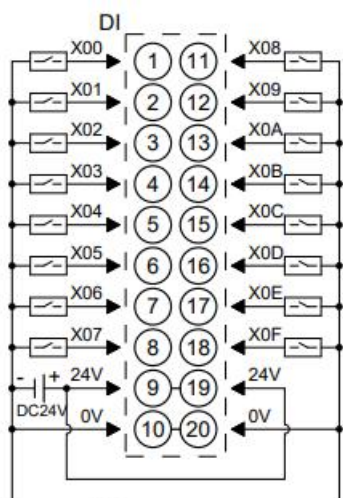 DI
X00 1 11 X08
X01 2 12 X09
X02 3 13 X0A
X03 4 14 X0B
X04 5 15 X0C
X05 6 16 X0D
X06 7 17 X0E
X07 8 18 X0F
- + 24V 9 19 24V
DC24V
0V 10 20 0V